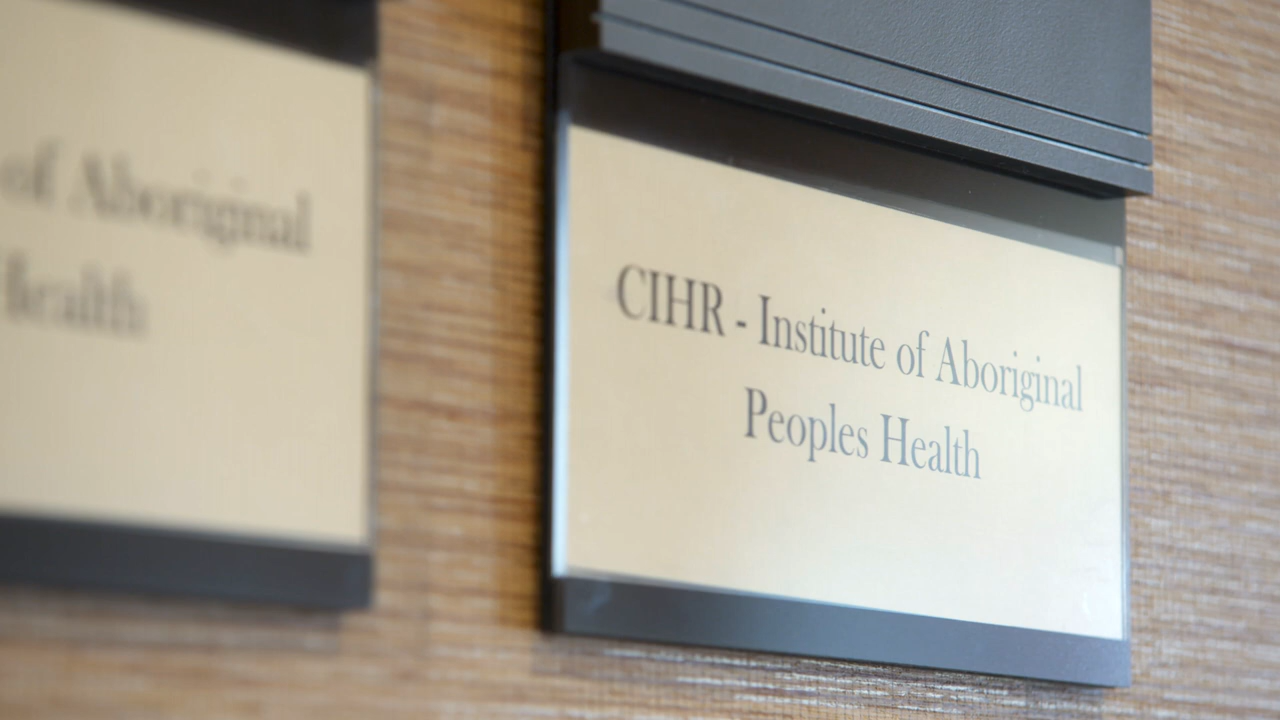 of Aboriginal
Health
CIHR - Institute of Aboriginal
Peoples Health